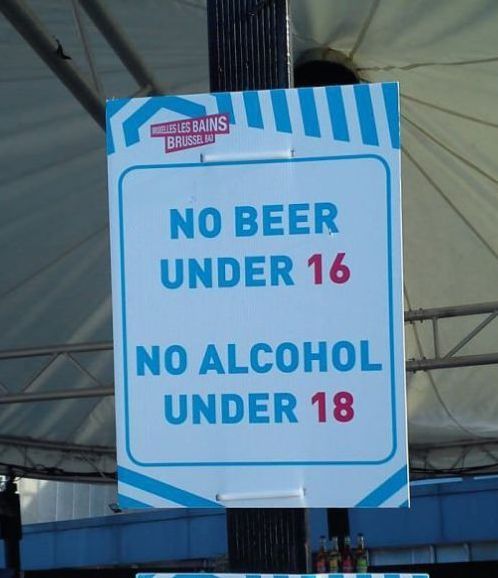 BRUXELLES LES BAINS
BRUSSEL BAD
NO BEER
UNDER 16
NO ALCOHOL
UNDER 18